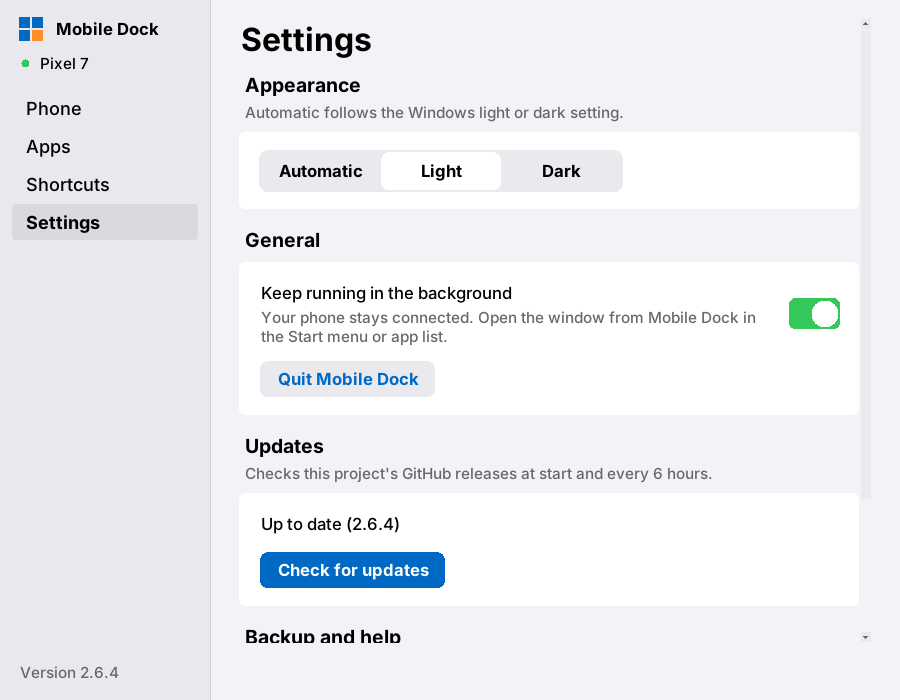 Mobile Dock
Pixel 7
Phone
Apps
Shortcuts
Settings
Version 2.6.4
Settings
Appearance
Automatic follows the Windows light or dark setting.
Automatic
Light
Dark
General
Keep running in the background
Your phone stays connected. Open the window from Mobile Dock in
the Start menu or app list.
Quit Mobile Dock
Updates
Checks this project's GitHub releases at start and every 6 hours.
Up to date (2.6.4)
Check for updates
Backup and help